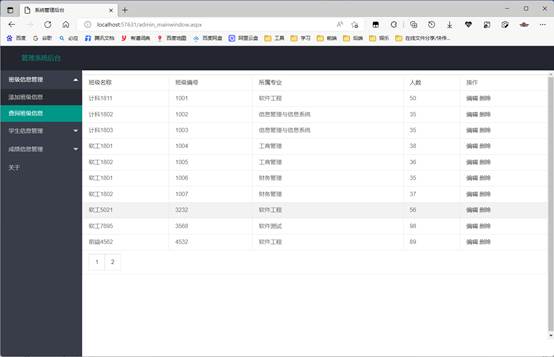 系统管理后台
localhost:57631/admin_mainwindow.aspx
百度 谷歌 必应 腾讯文档 有道词典 百度地图 百度网盘 阿里云盘 工具 学习 前端 后端 娱乐 在线文件分享/快传...
管理系统后台
班级信息管理
添加班级信息
查询班级信息
学生信息管理
成绩信息管理
关于
班级名称 班级编号 所属专业 人数 操作
计科1811 1001 软件工程 50 编辑 删除
计科1802 1002 信息管理与信息系统 35 编辑 删除
计科1803 1003 信息管理与信息系统 35 编辑 删除
软工1801 1004 工商管理 38 编辑 删除
软工1802 1005 工商管理 36 编辑 删除
软工1801 1006 财务管理 35 编辑 删除
软工1802 1007 财务管理 37 编辑 删除
软工5021 3232 软件工程 56 编辑 删除
软工7895 3568 软件测试 98 编辑 删除
4532 软件工程 89 编辑 删除
1 2